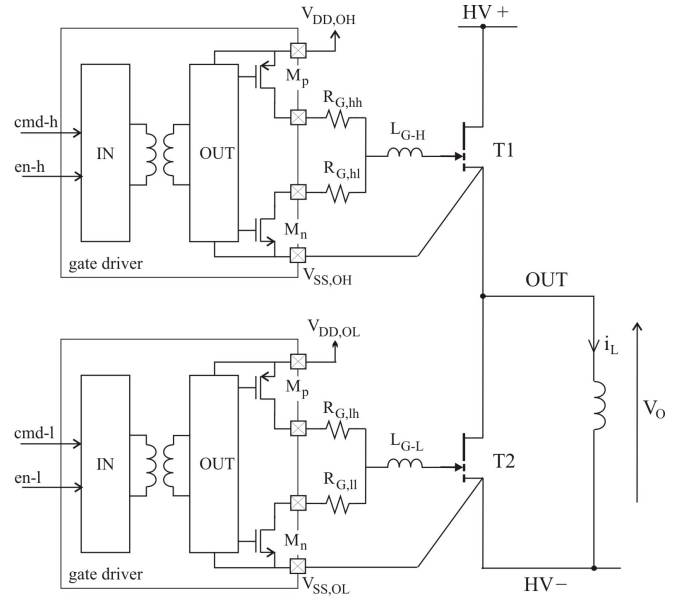 HV +
V_DD,OH
M_p
R_G,hh
cmd-h
L_G-H
IN
OUT
T1
en-h
R_G,hl
M_n
gate driver
V_SS,OH
OUT
V_DD,OL
i_L
M_p
R_G,lh
V_O
cmd-l
L_G-L
IN
OUT
T2
en-l
R_G,ll
M_n
gate driver
V_SS,OL
HV −